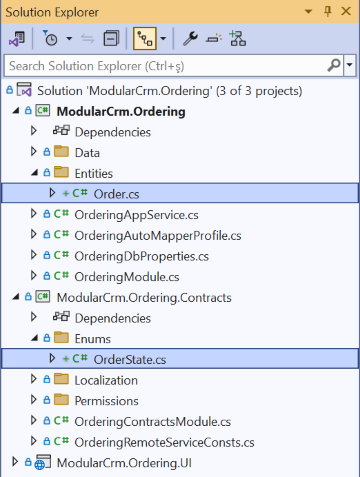 Solution Explorer
Search Solution Explorer (Ctrl+ş)
Solution 'ModularCrm.Ordering' (3 of 3 projects)
C# ModularCrm.Ordering
Dependencies
Data
Entities
C# Order.cs
C# OrderingAppService.cs
C# OrderingAutoMapperProfile.cs
C# OrderingDbProperties.cs
C# OrderingModule.cs
C# ModularCrm.Ordering.Contracts
Dependencies
Enums
C# OrderState.cs
Localization
Permissions
C# OrderingContractsModule.cs
C# OrderingRemoteServiceConsts.cs
ModularCrm.Ordering.UI